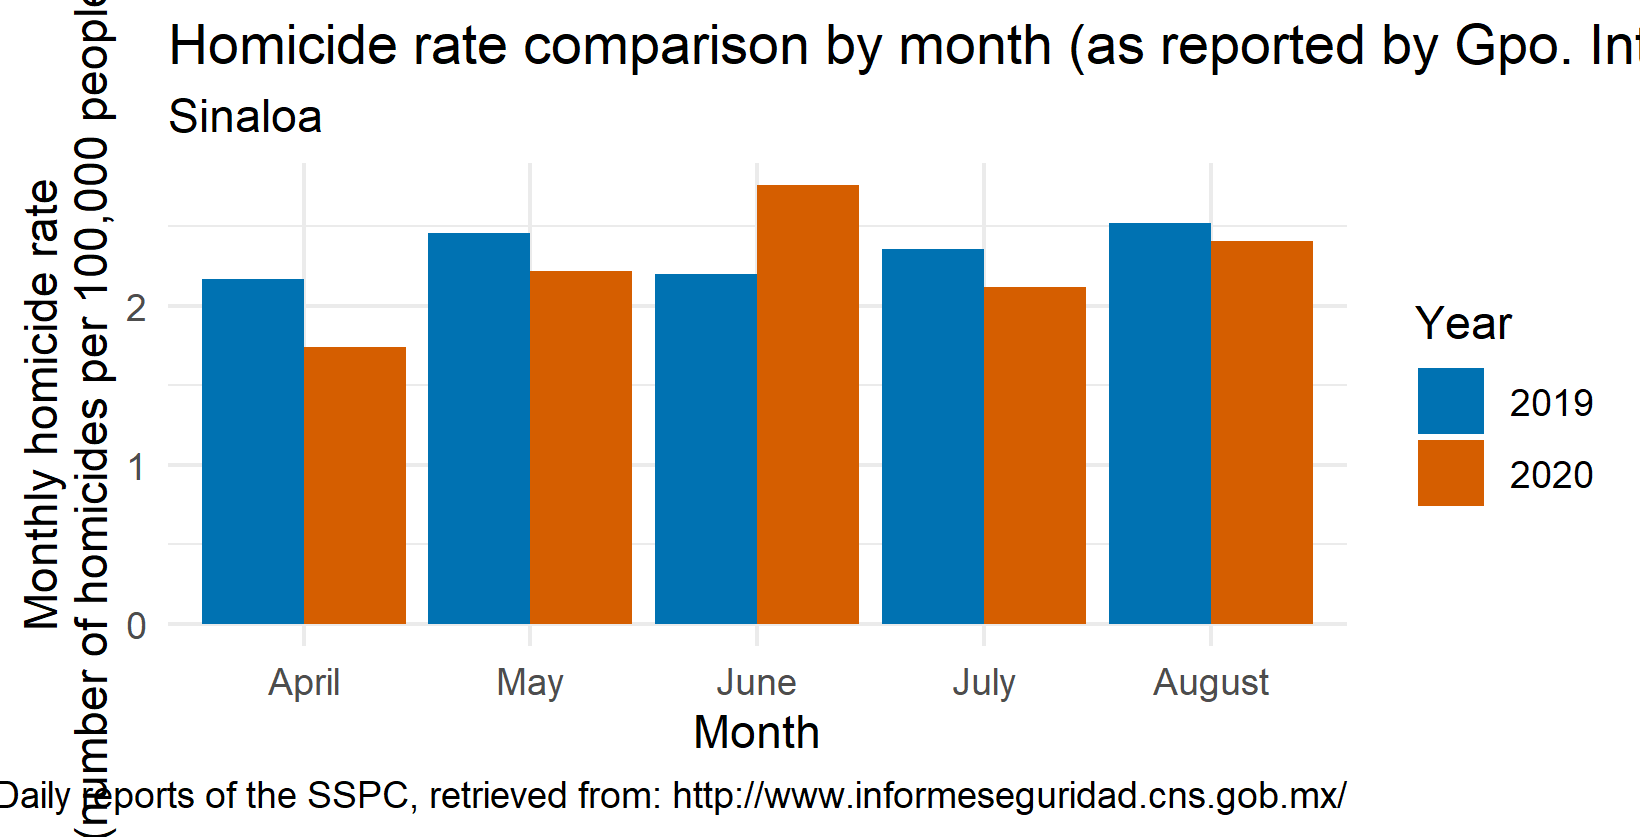 Homicide rate comparison by month (as reported by Gpo.
Sinaloa
Monthly homicide rate
(number of homicides per 100,000 people
2
1
0
April May June July August
Month
Year
2019
2020
Daily reports of the SSPC, retrieved from: http://www.informeseguridad.cns.gob.mx/